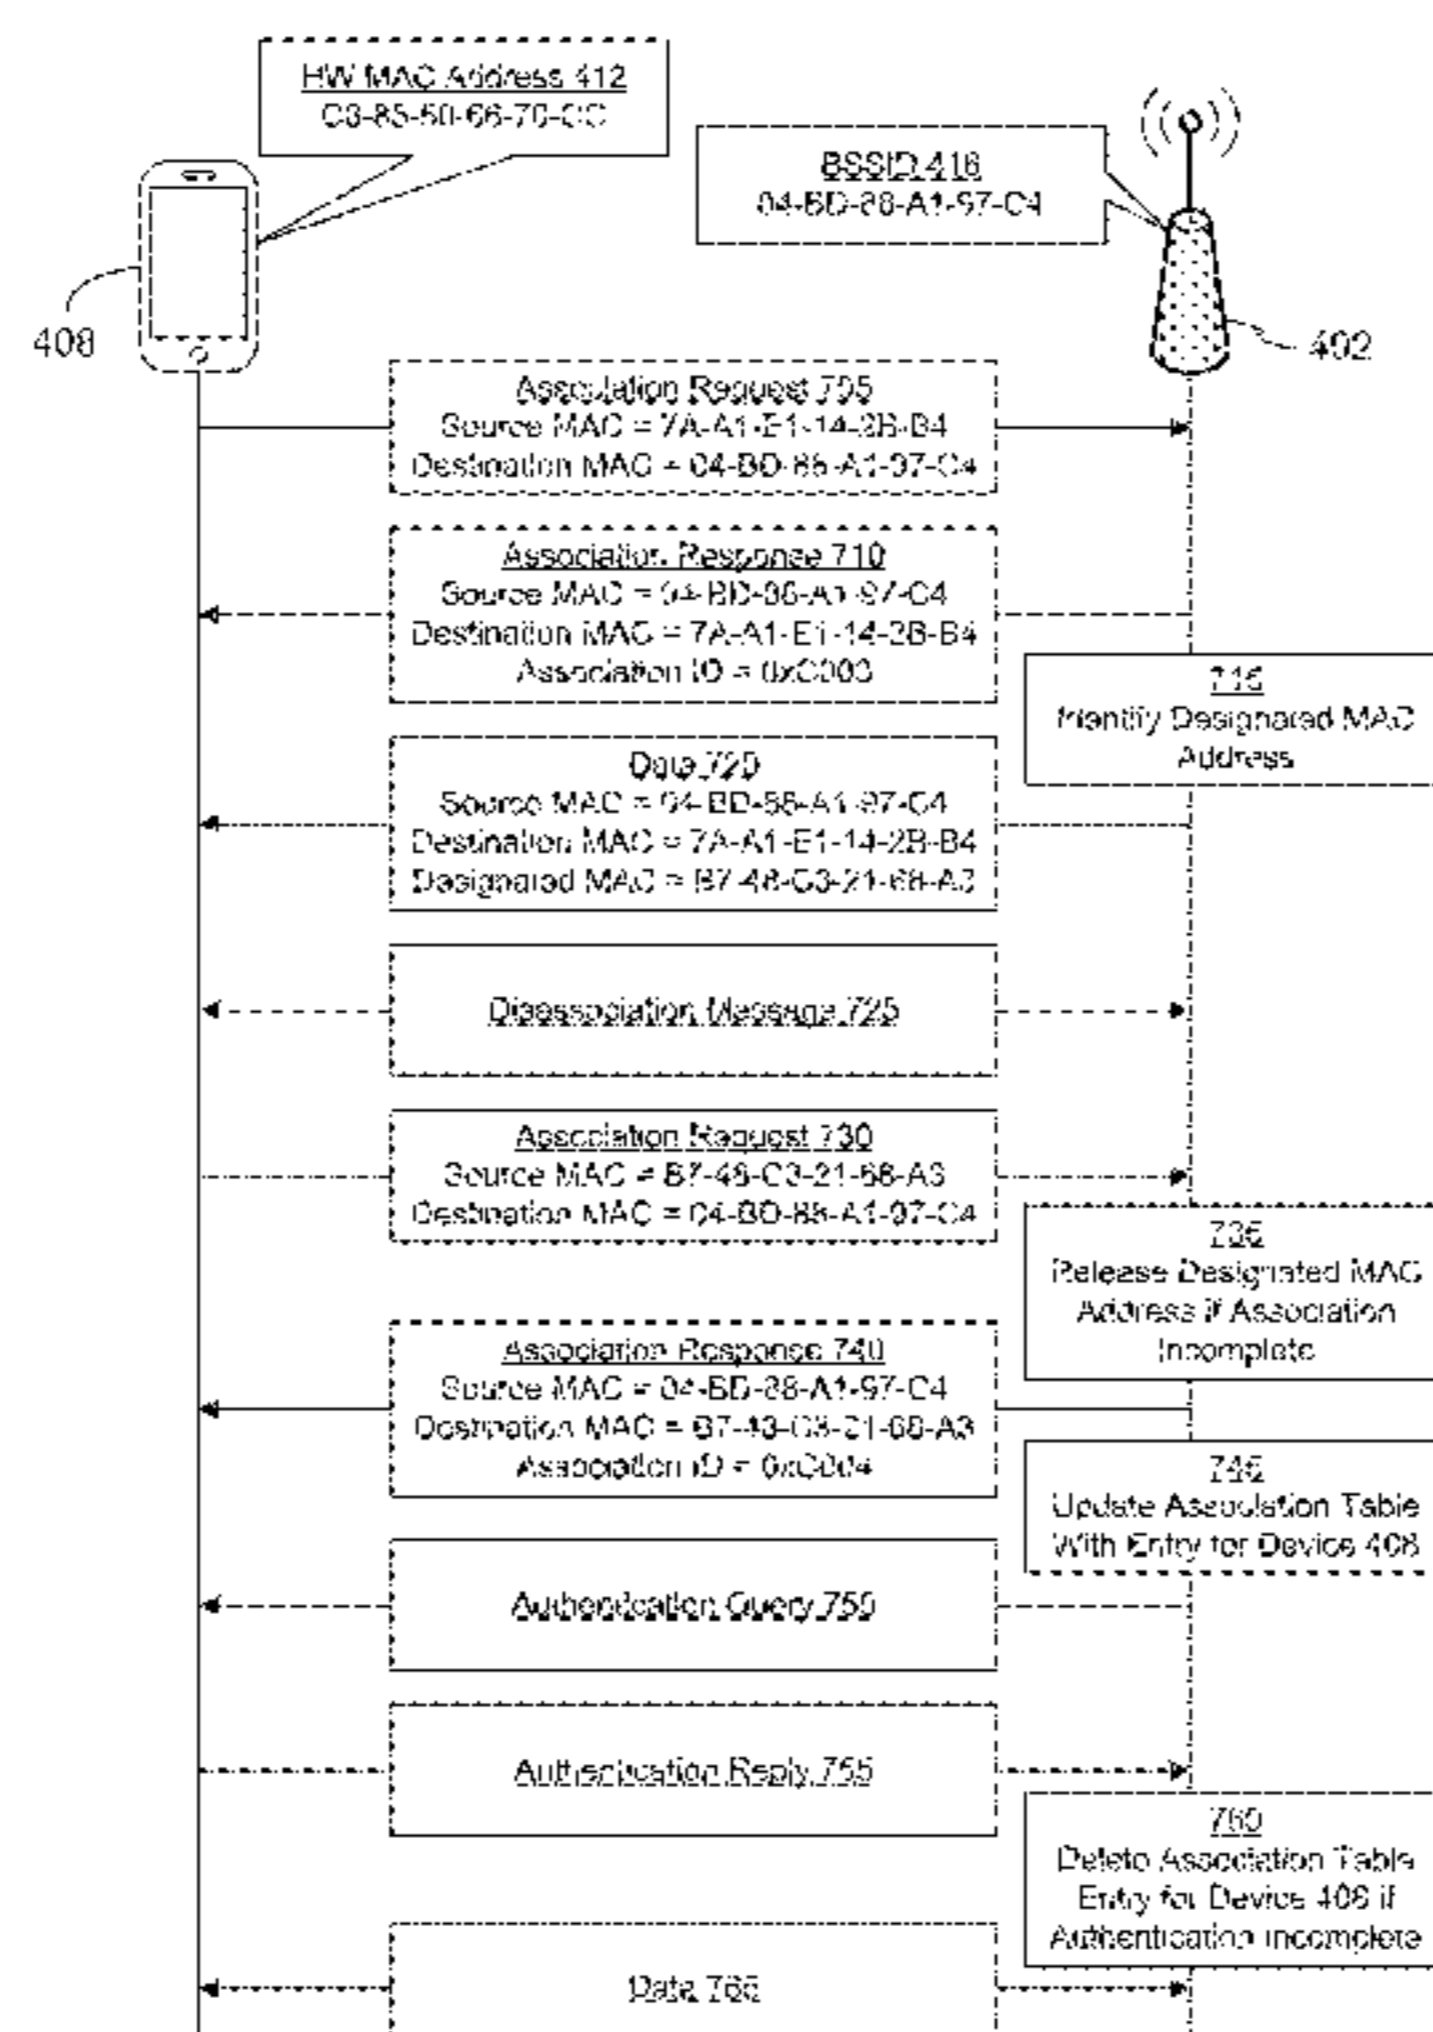 HW MAC Address 412
BSSID 416
04-BD-88-A1-97-C4
408
402
Association Request 705
Source MAC = 7A-A1-E1-14-2B-B4
Destination MAC = 04-BD-88-A1-97-C4
Association Response 710
Source MAC = 04-BD-88-A1-97-C4
Destination MAC = 7A-A1-E1-14-2B-B4
Association ID = 0xC003
715
Identify Designated MAC
Address
Data 720
Source MAC = 04-BD-88-A1-97-C4
Destination MAC = 7A-A1-E1-14-2B-B4
Designated MAC = B7-48-C3-21-68-A3
Disassociation Message 725
Association Request 730
Source MAC = B7-48-C3-21-68-A3
Destination MAC = 04-BD-88-A1-97-C4
735
Release Designated MAC
Address if Association
Incomplete
Association Response 740
Source MAC = 04-BD-88-A1-97-C4
Destination MAC = B7-48-C3-21-68-A3
Association ID = 0xC004
745
Update Association Table
With Entry for Device 408
Authentication Query 750
Authentication Reply 755
760
Delete Association Table
Entry for Device 408 if
Authentication Incomplete
Data 765